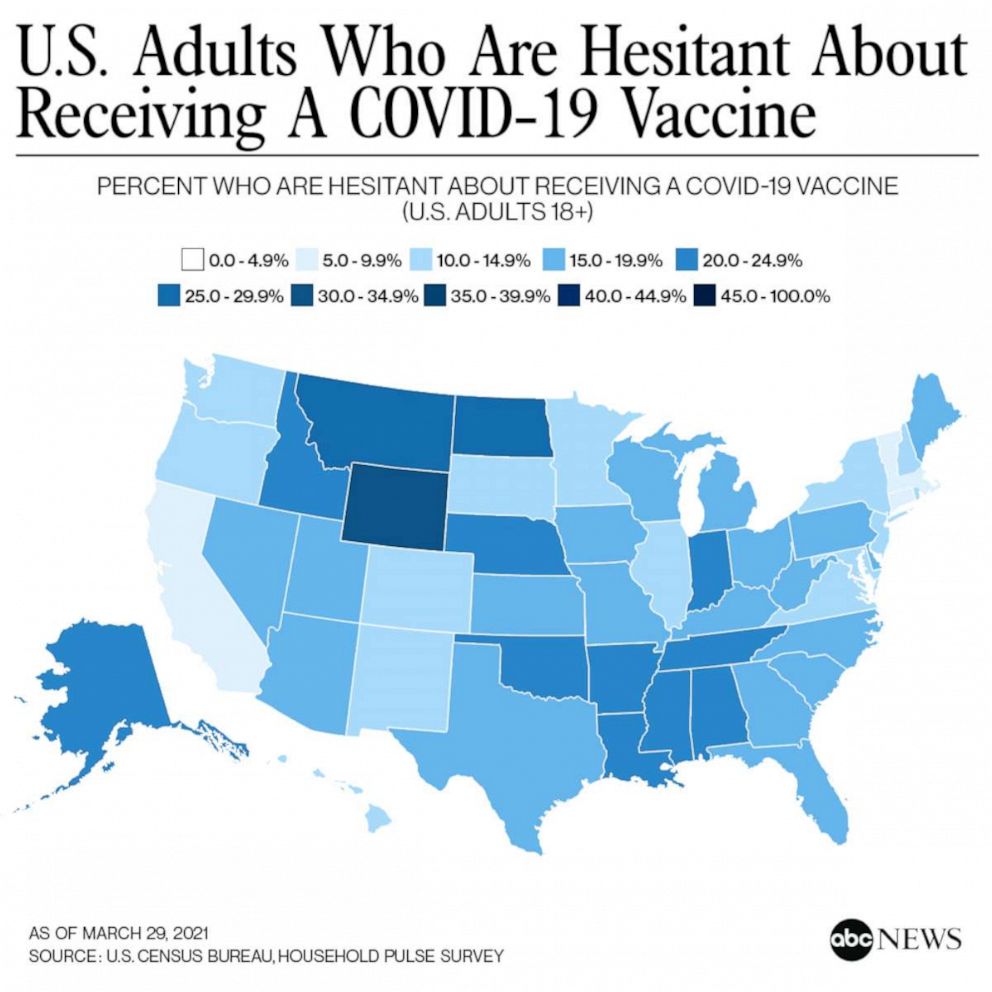 U.S. Adults Who Are Hesitant About
Receiving A COVID-19 Vaccine
PERCENT WHO ARE HESITANT ABOUT RECEIVING A COVID-19 VACCINE
(U.S. ADULTS 18+)
0.0 - 4.9% 5.0 - 9.9% 10.0 - 14.9% 15.0 - 19.9% 20.0 - 24.9%
25.0 - 29.9% 30.0 - 34.9% 35.0 - 39.9% 40.0 - 44.9% 45.0 - 100.0%
AS OF MARCH 29, 2021
SOURCE: U.S. CENSUS BUREAU, HOUSEHOLD PULSE SURVEY
abc NEWS